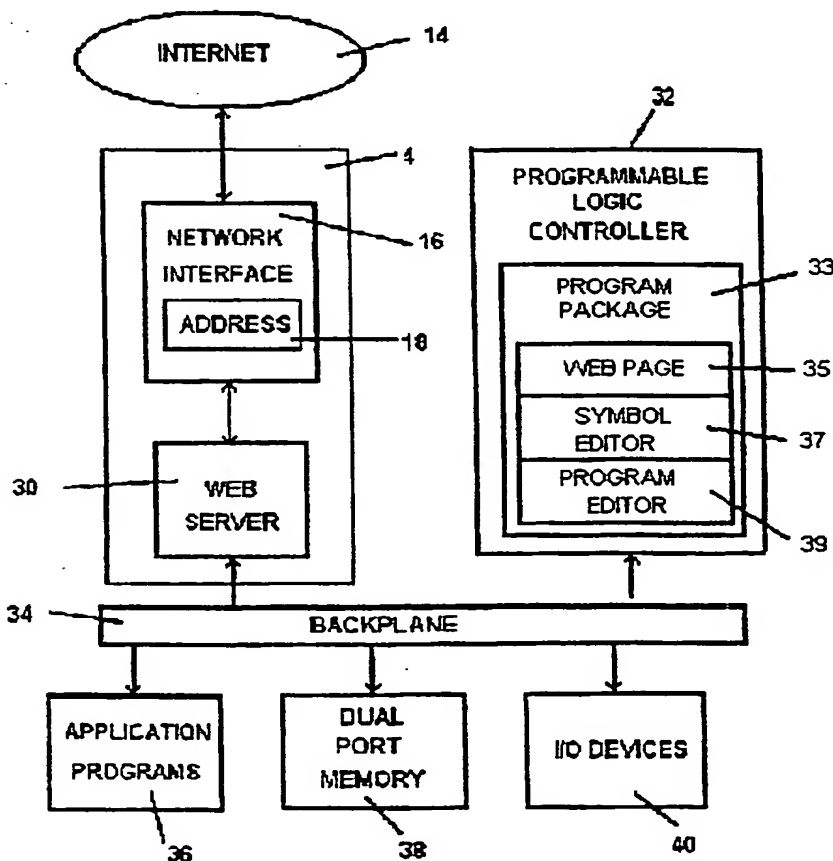 INTERNET
14
4
32
NETWORK
INTERFACE
16
ADDRESS
18
PROGRAMMABLE
LOGIC
CONTROLLER
PROGRAM
PACKAGE
33
WEB PAGE
35
SYMBOL
EDITOR
37
PROGRAM
EDITOR
39
30
WEB
SERVER
34
BACKPLANE
APPLICATION
PROGRAMS
36
DUAL
PORT
MEMORY
38
I/O DEVICES
40